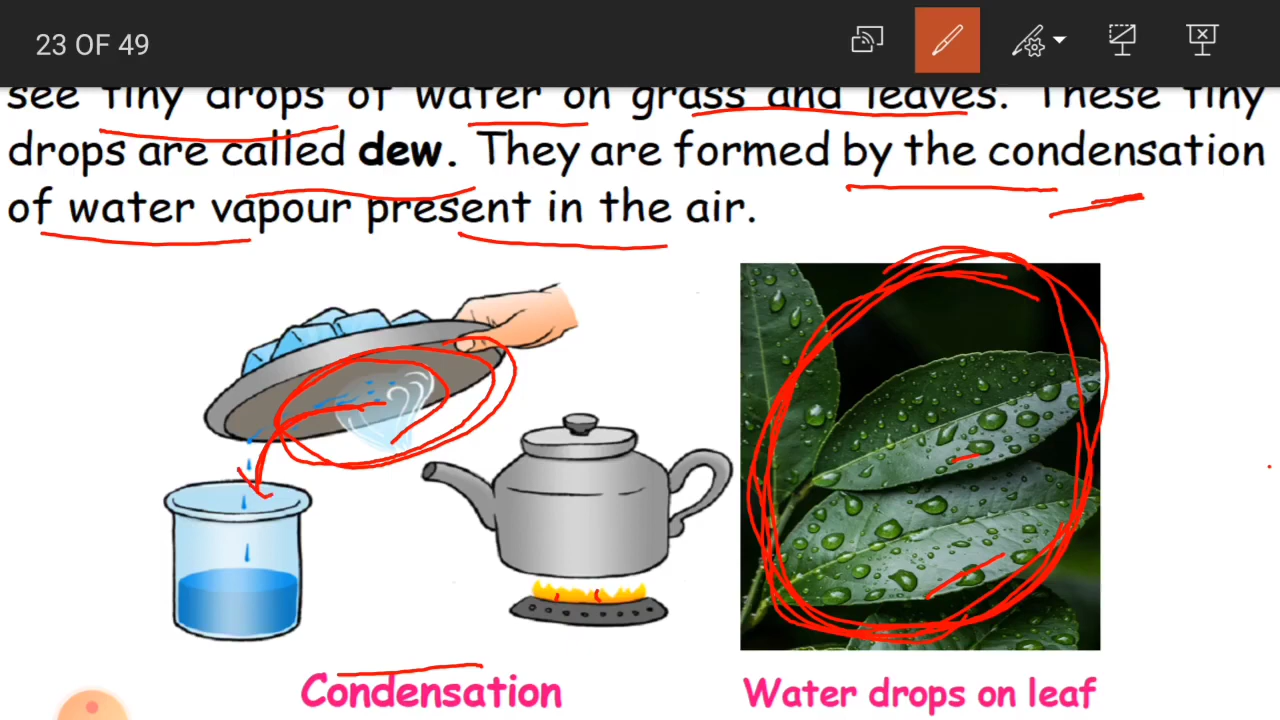 23 OF 49
see tiny drops of water on grass and leaves. These tiny
drops are called dew. They are formed by the condensation
of water vapour present in the air.
Condensation
Water drops on leaf